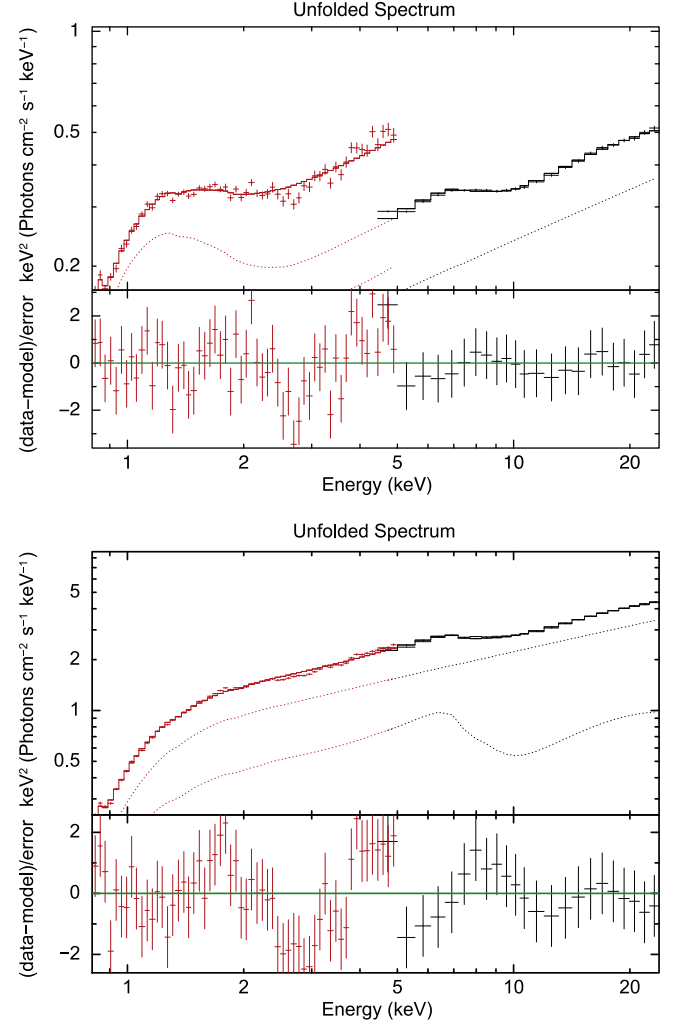 Unfolded Spectrum
keV² (Photons cm⁻² s⁻¹ keV⁻¹)
1
0.5
0.2
(data−model)/error
2
0
−2
1
2
5
10
20
Energy (keV)
Unfolded Spectrum
keV² (Photons cm⁻² s⁻¹ keV⁻¹)
5
2
1
0.5
(data−model)/error
2
0
−2
1
2
5
10
20
Energy (keV)